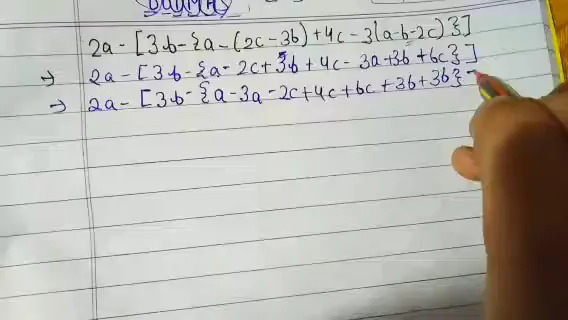 2a - [3b - {a - (2c - 3b) + 4c - 3(a - b - 2c)}]
→ 2a - [3b - {a - 2c + 3b + 4c - 3a + 3b + 6c}]
→ 2a - [3b - {a - 3a - 2c + 4c + 6c + 3b + 3b}]